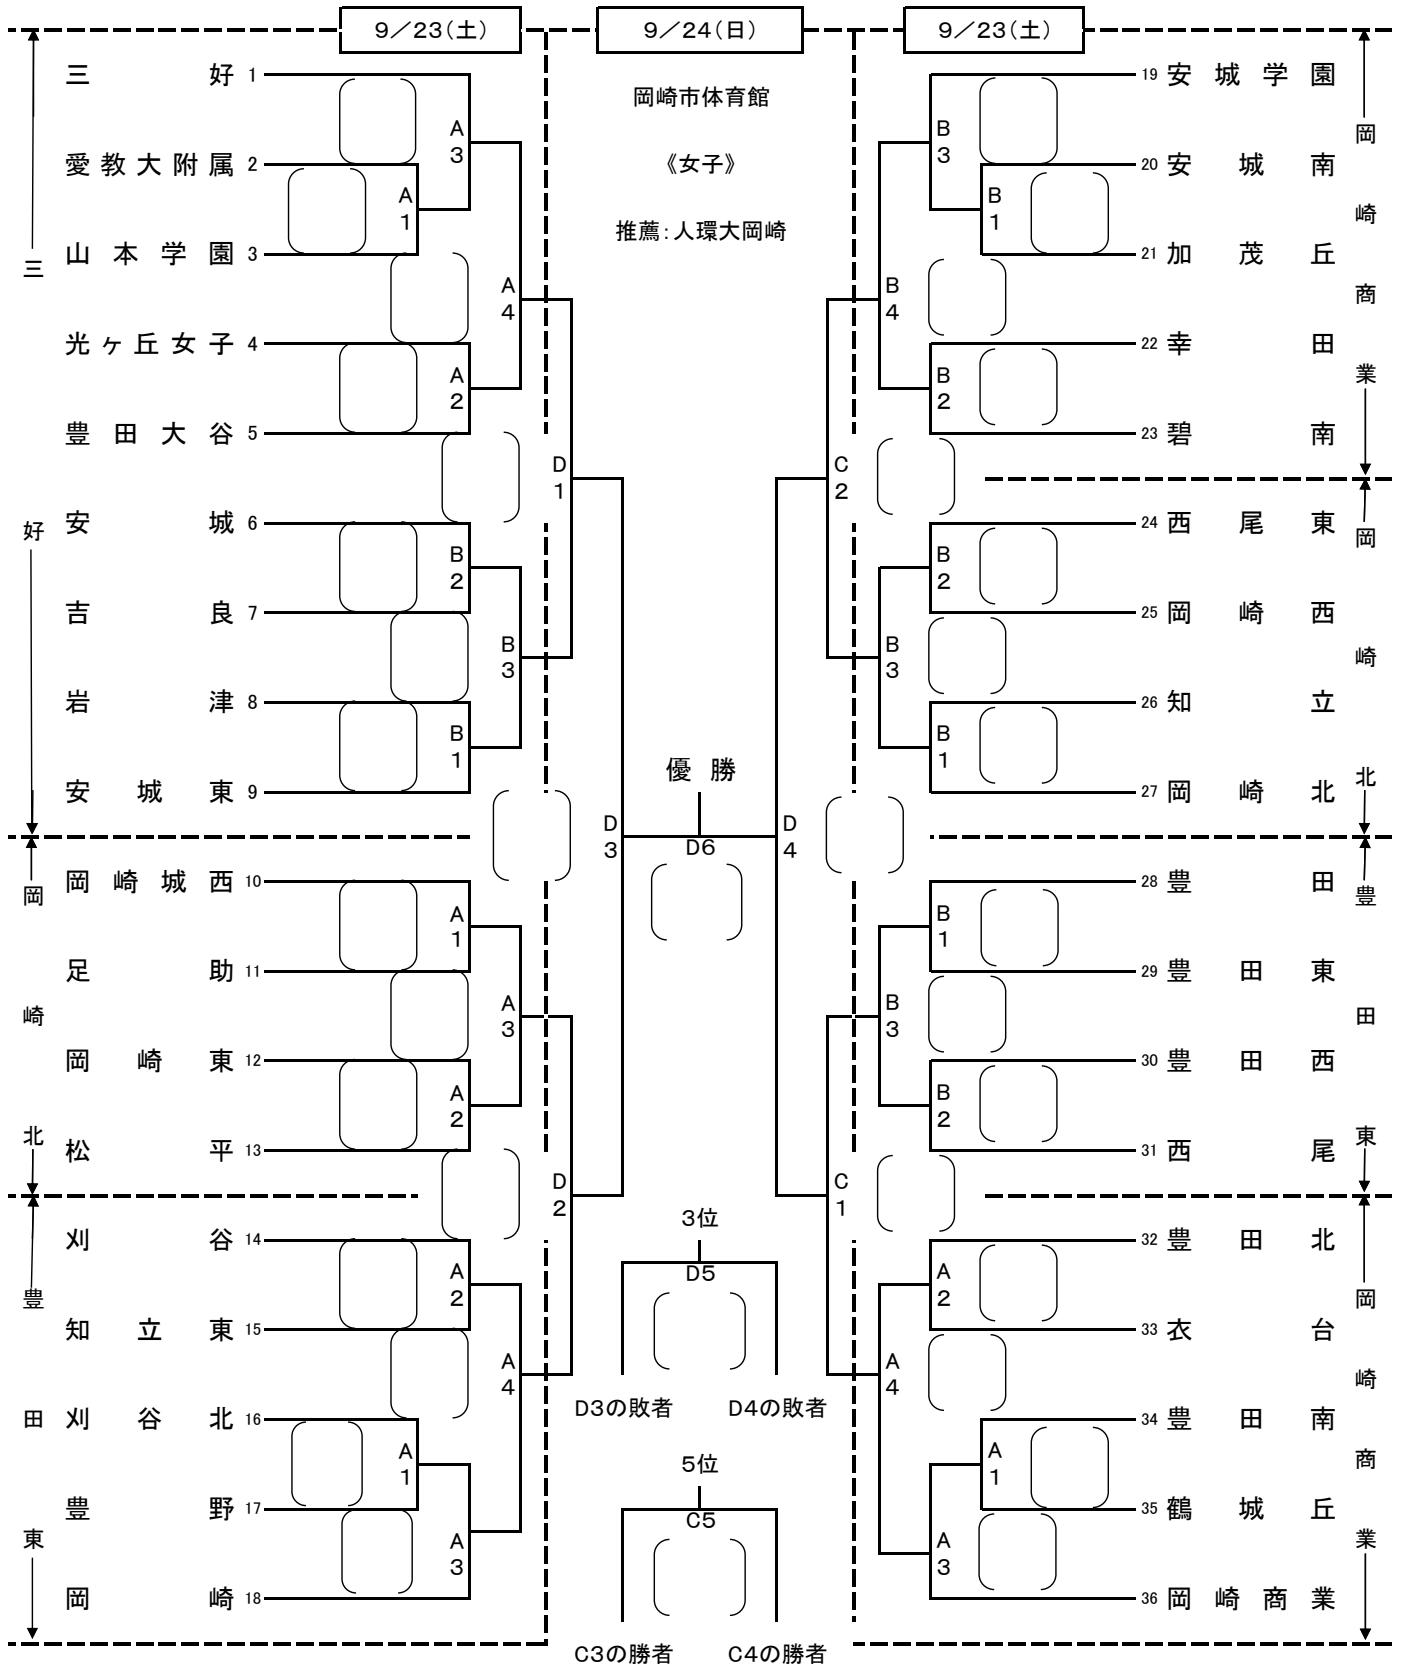 9／23（土）　9／24（日）　9／23（土）
岡崎市体育館
《女子》
推薦：人環大岡崎
三好
岡崎北
豊田東
三好 1
愛教大附属 2
山本学園 3
光ヶ丘女子 4
豊田大谷 5
安城 6
吉良 7
岩津 8
安城東 9
岡崎城西 10
足助 11
岡崎東 12
松平 13
刈谷 14
知立東 15
刈谷北 16
豊野 17
岡崎 18
A1
A3
A2
A4
B2
B1
B3
D1
A1
A2
A3
A2
A1
A3
A4
D2
D3
優勝
D6
D4
3位
D5
D3の敗者　D4の敗者
5位
C5
C3の勝者　C4の勝者
B3
B1
B4
B2
C2
B2
B3
B1
B1
B3
B2
C1
A2
A4
A1
A3
19 安城学園
20 安城南
21 加茂丘
22 幸田
23 碧南
24 西尾東
25 岡崎西
26 知立
27 岡崎北
28 豊田
29 豊田東
30 豊田西
31 西尾
32 豊田北
33 衣台
34 豊田南
35 鶴城丘
36 岡崎商業
岡崎商業
岡崎北
豊田東
岡崎商業